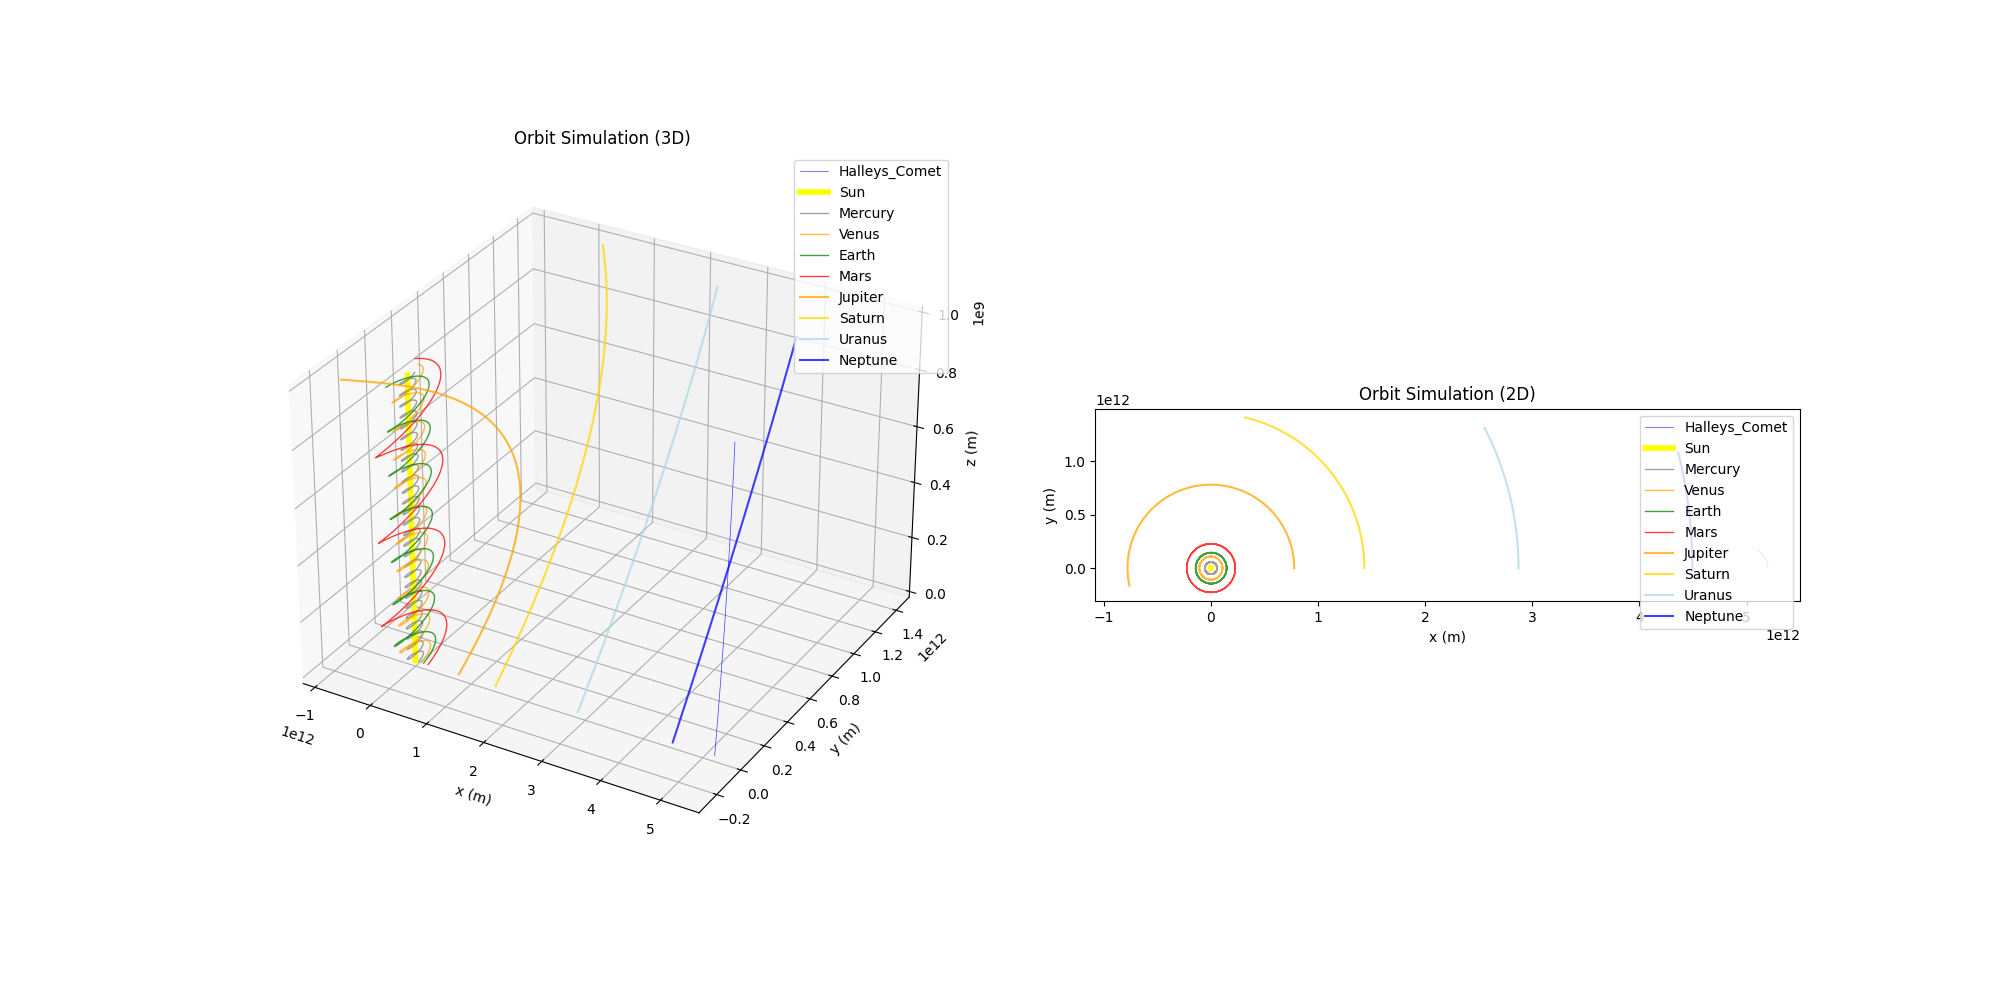 Orbit Simulation (3D)
Halleys_Comet
Sun
Mercury
Venus
Earth
Mars
Jupiter
Saturn
Uranus
Neptune
1e9
1.0
0.8
0.6
0.4
0.2
0.0
z (m)
−1
0
1
2
3
4
5
1e12
x (m)
−0.2
0.0
0.2
0.4
0.6
0.8
1.0
1.2
1.4
1e12
y (m)
Orbit Simulation (2D)
1e12
1.0
0.5
0.0
y (m)
Halleys_Comet
Sun
Mercury
Venus
Earth
Mars
Jupiter
Saturn
Uranus
Neptune
−1
0
1
2
3
4
5
1e12
x (m)